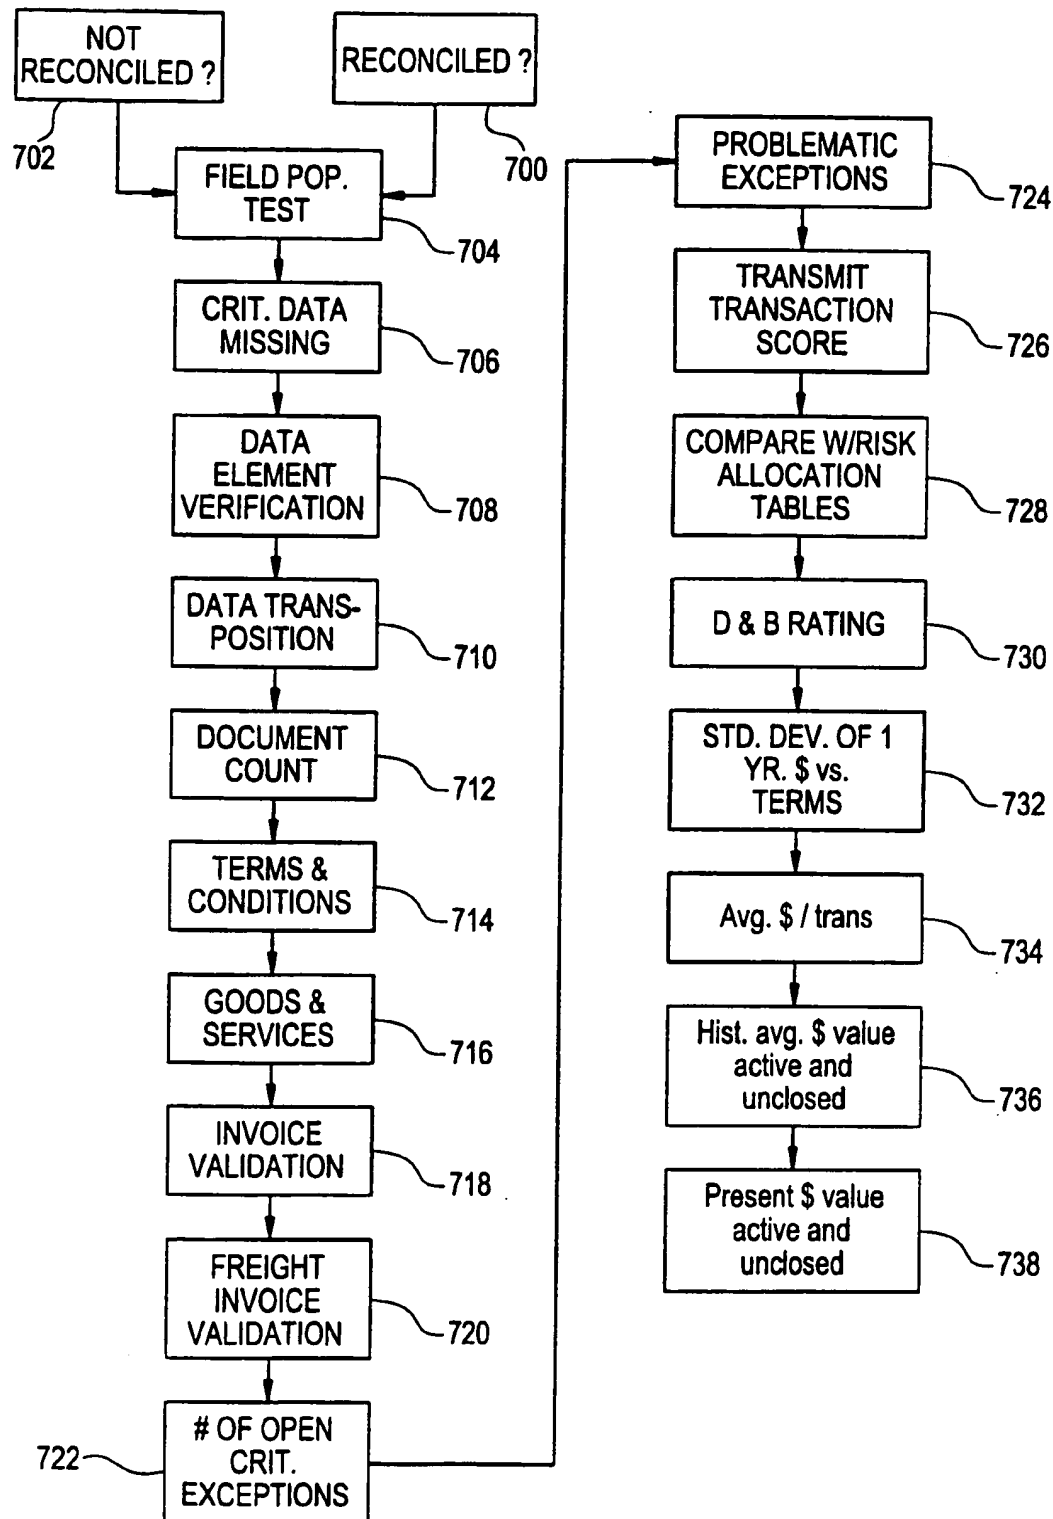 NOT
RECONCILED ?
702
RECONCILED ?
700
FIELD POP.
TEST
704
CRIT. DATA
MISSING
706
DATA
ELEMENT
VERIFICATION
708
DATA TRANS-
POSITION
710
DOCUMENT
COUNT
712
TERMS &
CONDITIONS
714
GOODS &
SERVICES
716
INVOICE
VALIDATION
718
FREIGHT
INVOICE
VALIDATION
720
# OF OPEN
CRIT.
EXCEPTIONS
722
PROBLEMATIC
EXCEPTIONS
724
TRANSMIT
TRANSACTION
SCORE
726
COMPARE W/RISK
ALLOCATION
TABLES
728
D & B RATING
730
STD. DEV. OF 1
YR. $ vs.
TERMS
732
Avg. $ / trans
734
Hist. avg. $ value
active and
unclosed
736
Present $ value
active and
unclosed
738